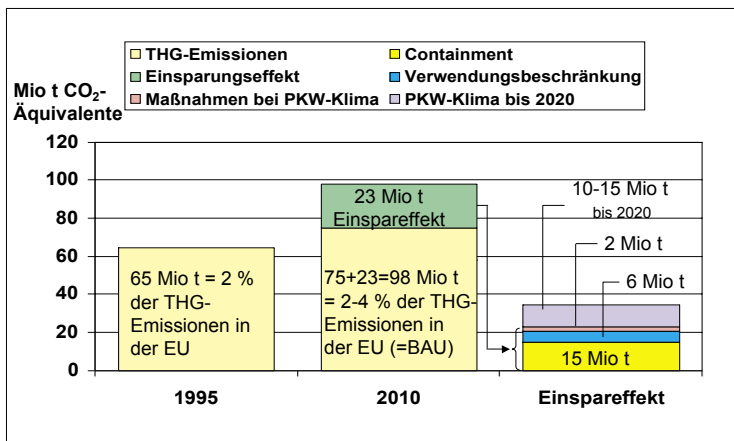 THG-Emissionen
Containment
Einsparungseffekt
Verwendungsbeschränkung
Maßnahmen bei PKW-Klima
PKW-Klima bis 2020
Mio t CO₂-
Äquivalente
120
100
80
60
40
20
0
65 Mio t = 2 %
der THG-
Emissionen in
der EU
23 Mio t
Einspareffekt
75+23=98 Mio t
= 2-4 % der THG-
Emissionen in
der EU (=BAU)
10-15 Mio t
bis 2020
2 Mio t
6 Mio t
15 Mio t
1995
2010
Einspareffekt